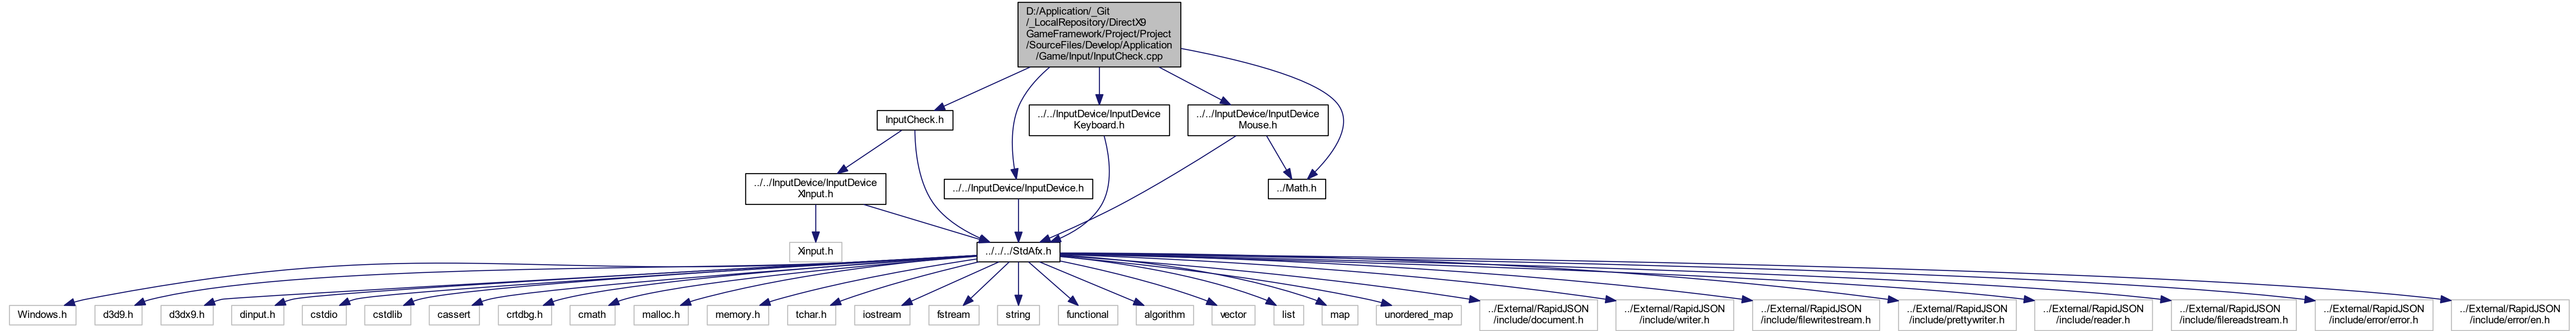 D:/Application/_Git
/_LocalRepository/DirectX9
GameFramework/Project/Project
/SourceFiles/Develop/Application
/Game/Input/InputCheck.cpp
InputCheck.h
../../InputDevice/InputDevice
Keyboard.h
../../InputDevice/InputDevice
Mouse.h
../../InputDevice/InputDevice
XInput.h
../../InputDevice/InputDevice.h
../Math.h
Xinput.h
../../../StdAfx.h
Windows.h
d3d9.h
d3dx9.h
dinput.h
cstdio
cstdlib
cassert
crtdbg.h
cmath
malloc.h
memory.h
tchar.h
iostream
fstream
string
functional
algorithm
vector
list
map
unordered_map
../External/RapidJSON
/include/document.h
../External/RapidJSON
/include/writer.h
../External/RapidJSON
/include/filewritestream.h
../External/RapidJSON
/include/prettywriter.h
../External/RapidJSON
/include/reader.h
../External/RapidJSON
/include/filereadstream.h
../External/RapidJSON
/include/error/error.h
../External/RapidJSON
/include/error/en.h